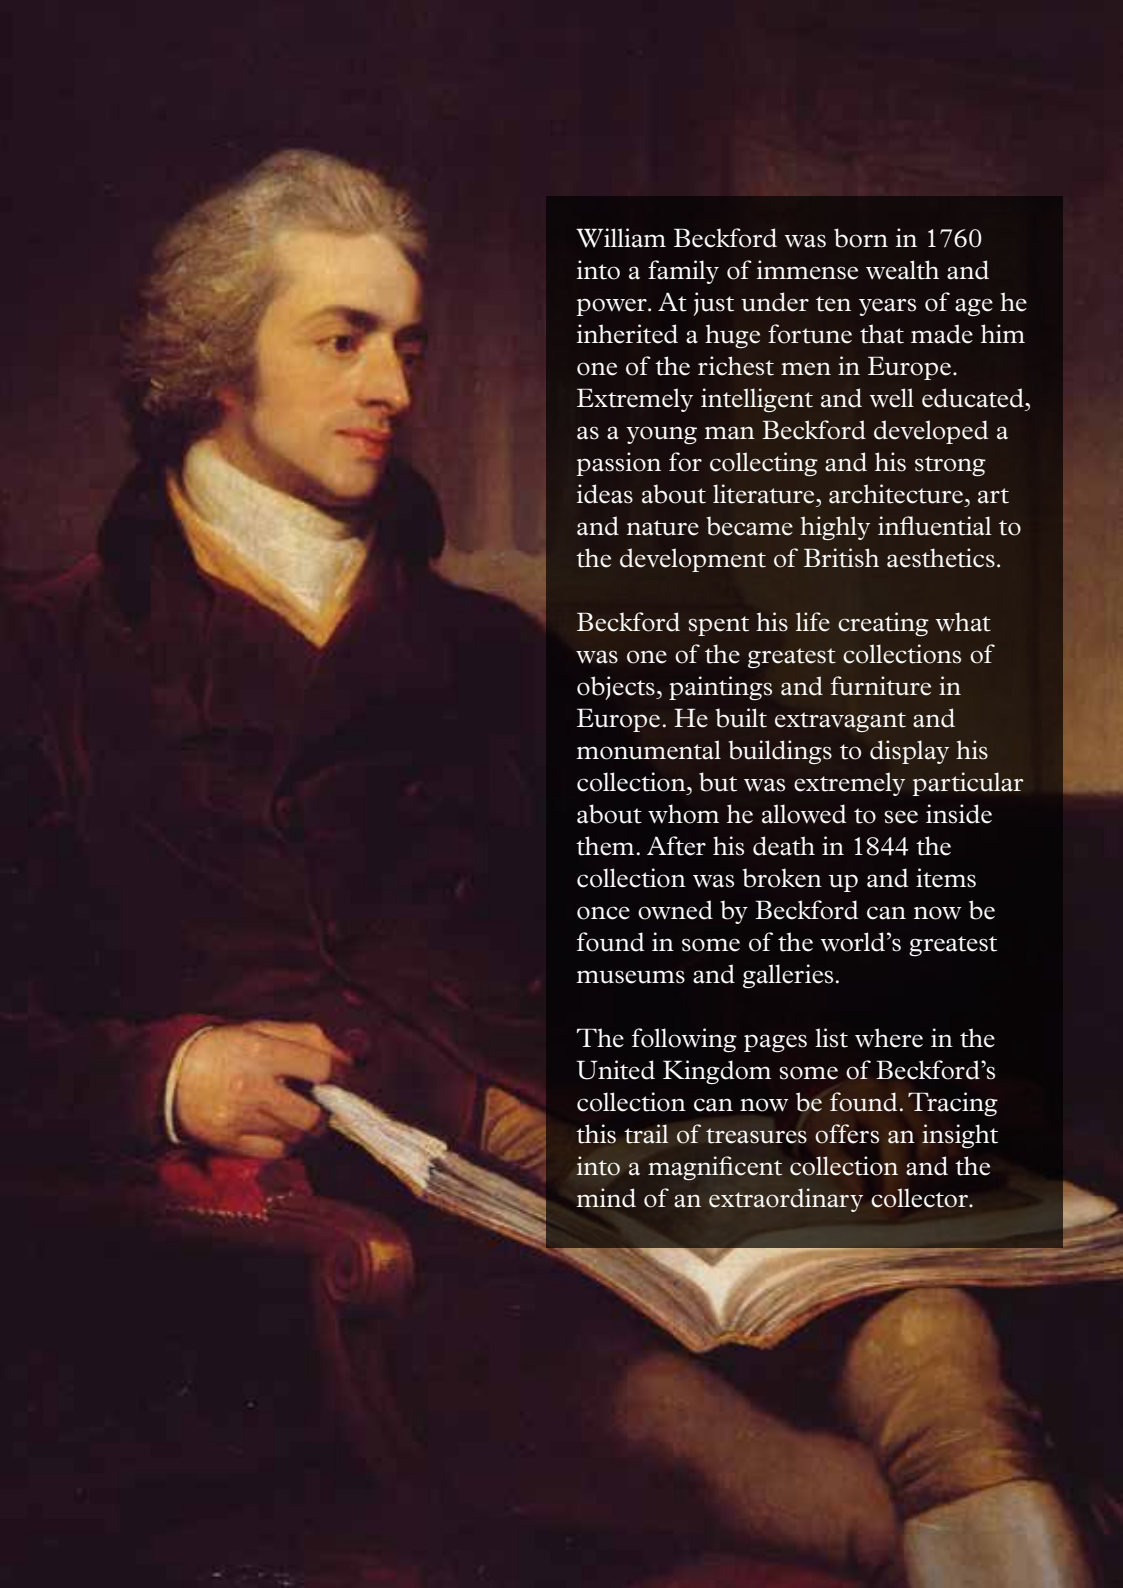 William Beckford was born in 1760
into a family of immense wealth and
power. At just under ten years of age he
inherited a huge fortune that made him
one of the richest men in Europe.
Extremely intelligent and well educated,
as a young man Beckford developed a
passion for collecting and his strong
ideas about literature, architecture, art
and nature became highly influential to
the development of British aesthetics.
Beckford spent his life creating what
was one of the greatest collections of
objects, paintings and furniture in
Europe. He built extravagant and
monumental buildings to display his
collection, but was extremely particular
about whom he allowed to see inside
them. After his death in 1844 the
collection was broken up and items
once owned by Beckford can now be
found in some of the world’s greatest
museums and galleries.
The following pages list where in the
United Kingdom some of Beckford’s
collection can now be found. Tracing
this trail of treasures offers an insight
into a magnificent collection and the
mind of an extraordinary collector.